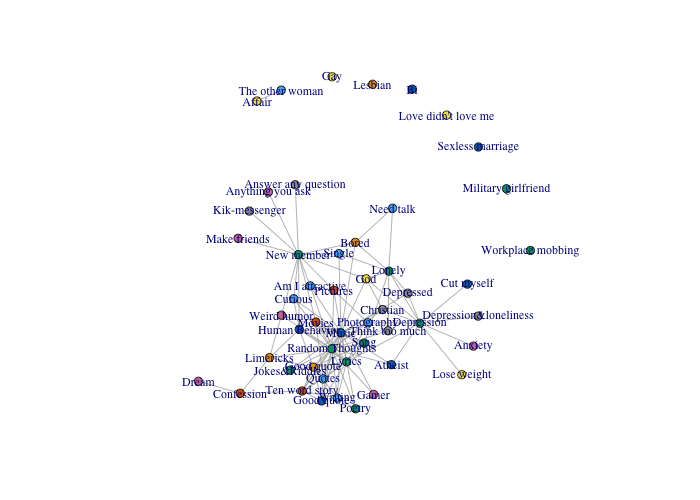 Gay
Lesbian
The other woman
Bi
Affair
Love didn't love me
Sexless marriage
Answer any question
Anything you ask
Military girlfriend
Kik-messenger
Need talk
Make friends
Bored
Workplace mobbing
New member
Single
Lonely
God
Cut myself
Am I attractive
Pictures
Depressed
Curious
Christian
Weird humor
Depression&loneliness
Movies
Photography
Depression
Human Behavior
Music
Think too much
Song
Random Thoughts
Anxiety
Limericks
Lyrics
Good quote
Atheist
Jokes&Riddles
Lose weight
Quotes
Dream
Ten word story
Confession
Gamer
Writing
Poetry